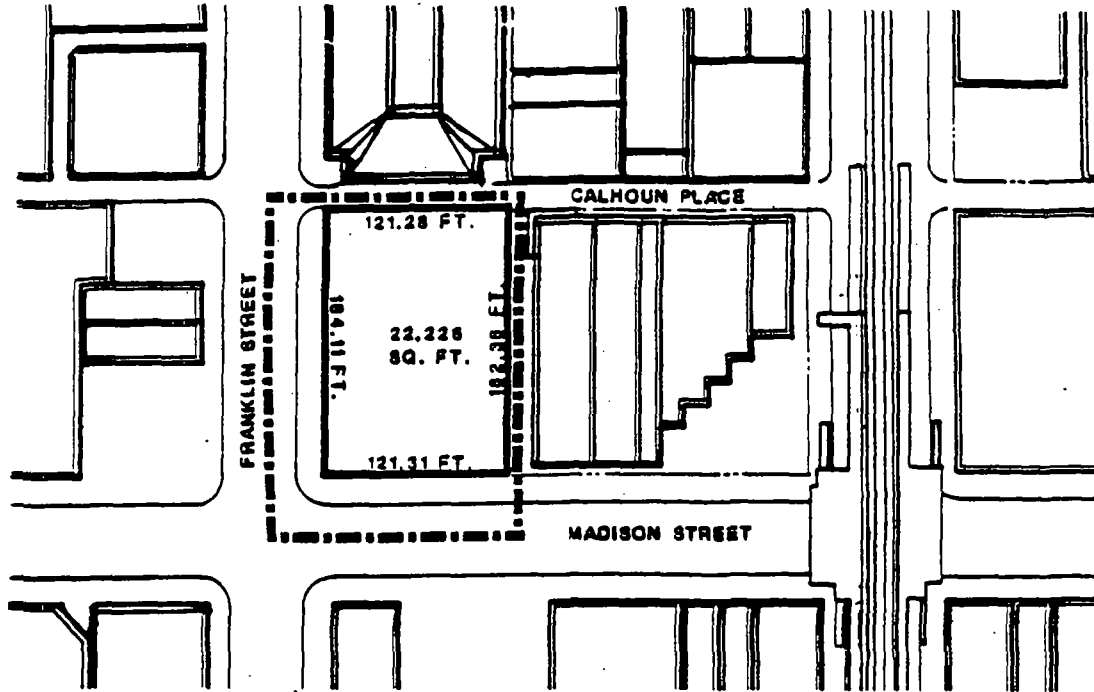 CALHOUN PLACE
121.28 FT.
FRANKLIN STREET
184.11 FT.
22,226
SQ. FT.
182.36 FT.
121.31 FT.
MADISON STREET